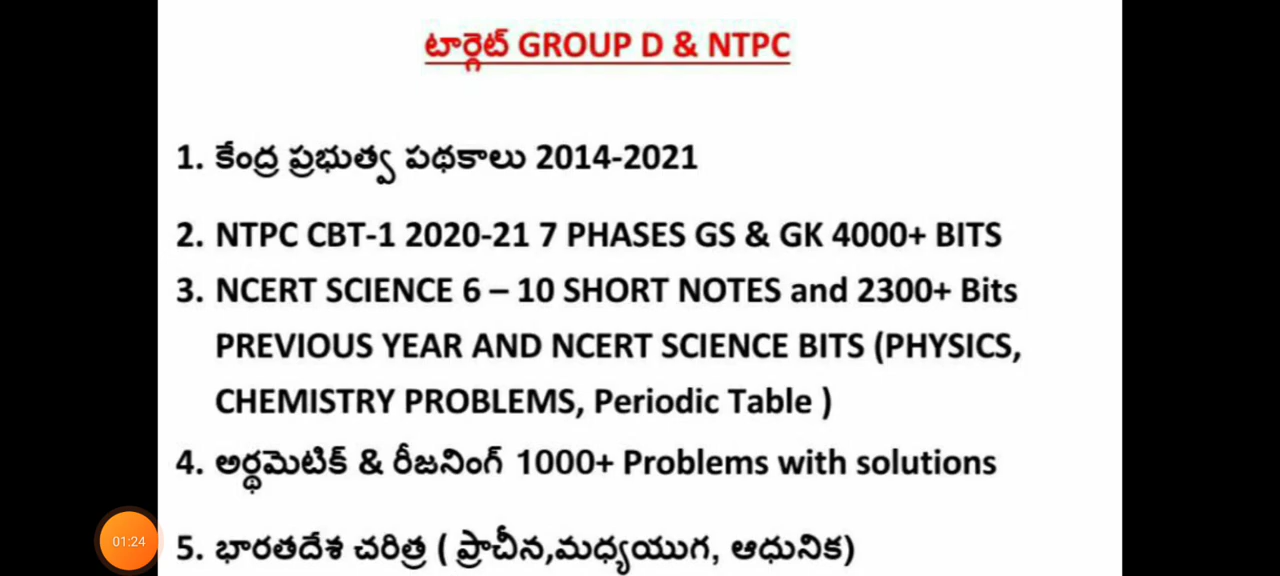 టార్గెట్ GROUP D & NTPC
1. కేంద్ర ప్రభుత్వ పథకాలు 2014-2021
2. NTPC CBT-1 2020-21 7 PHASES GS & GK 4000+ BITS
3. NCERT SCIENCE 6 – 10 SHORT NOTES and 2300+ Bits
PREVIOUS YEAR AND NCERT SCIENCE BITS (PHYSICS,
CHEMISTRY PROBLEMS, Periodic Table )
4. అర్థమెటిక్ & రీజనింగ్ 1000+ Problems with solutions
01:24
5. భారతదేశ చరిత్ర ( ప్రాచీన,మధ్యయుగ, ఆధునిక)